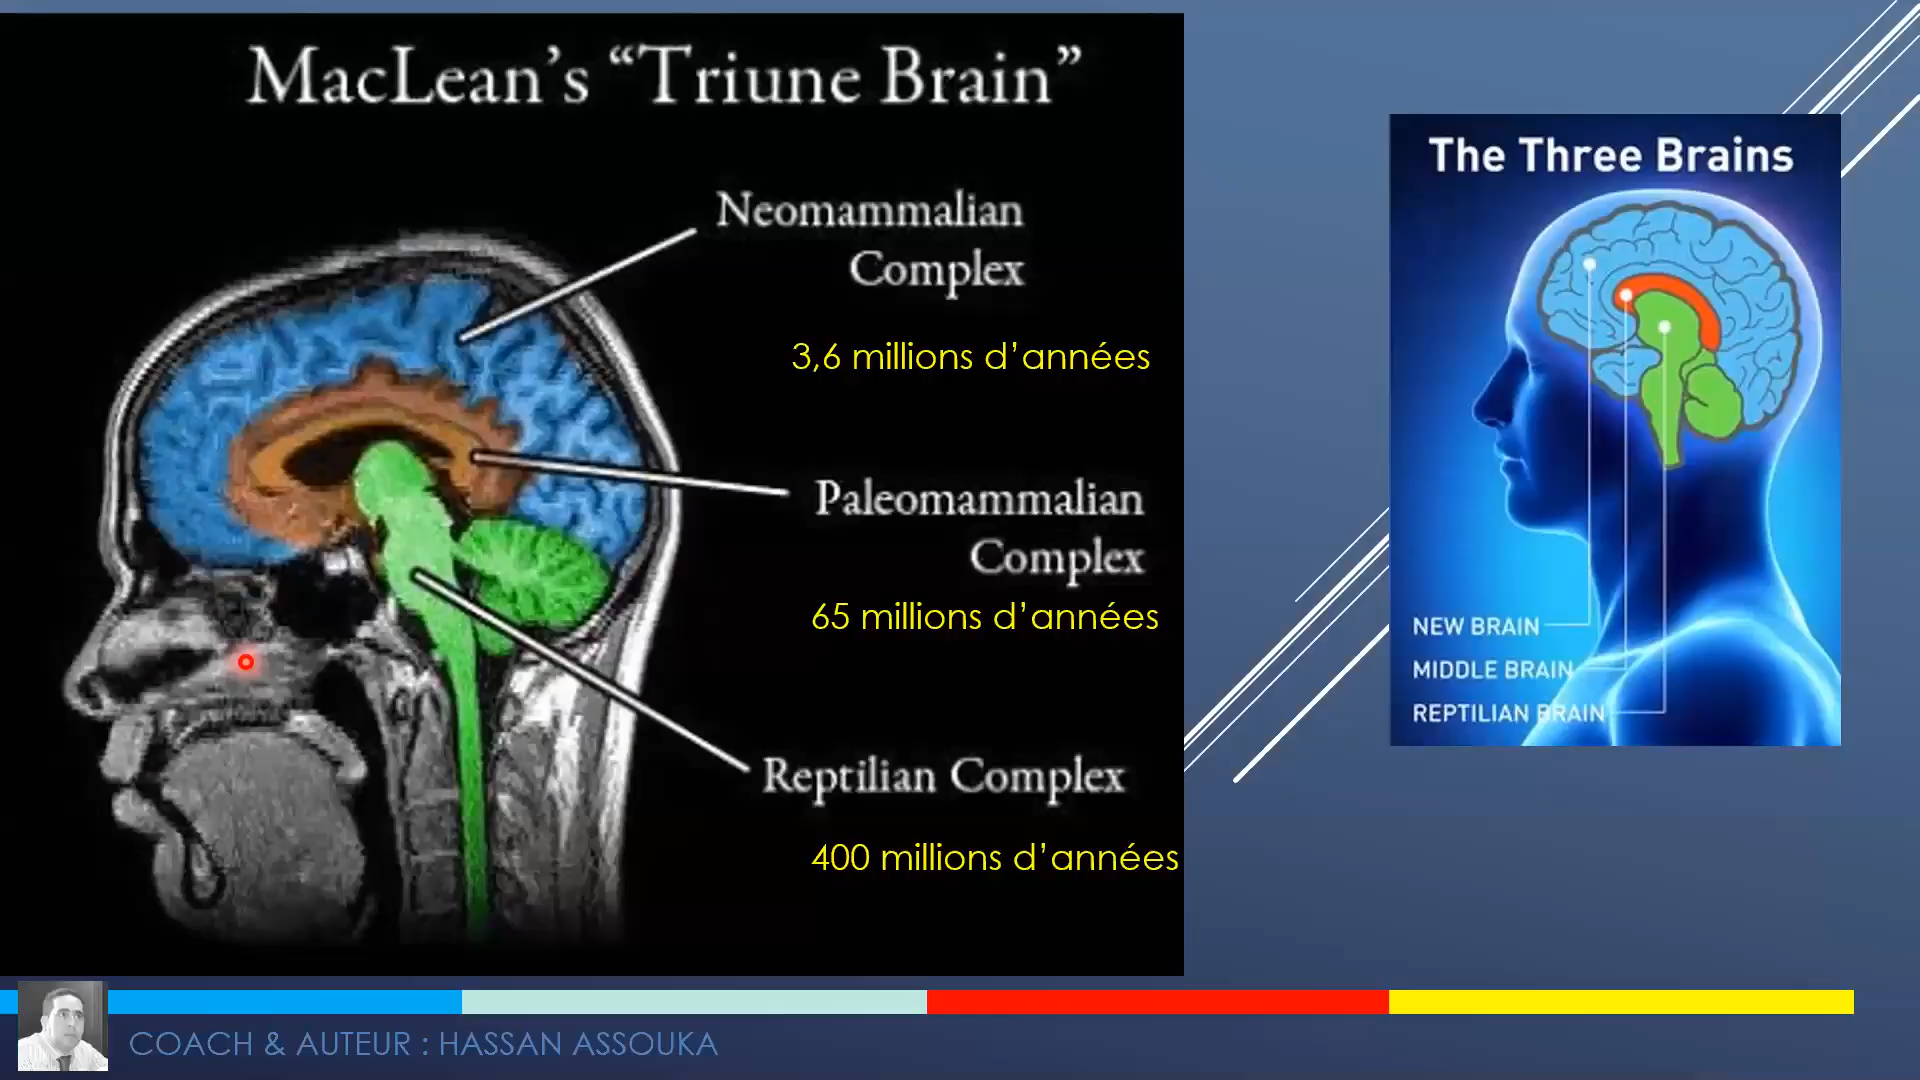 MacLean's “Triune Brain”
Neomammalian
Complex
3,6 millions d'années
Paleomammalian
Complex
65 millions d'années
Reptilian Complex
400 millions d'années
The Three Brains
NEW BRAIN
MIDDLE BRAIN
REPTILIAN BRAIN
COACH & AUTEUR : HASSAN ASSOUKA